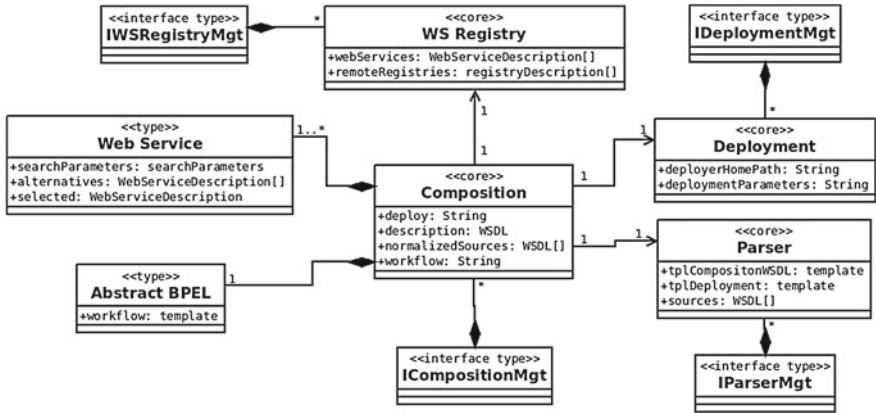 <<interface type>>
IWSRegistryMgt
*
<<core>>
WS Registry
+webServices: WebServiceDescription[]
+remoteRegistries: registryDescription[]
<<interface type>>
IDeploymentMgt
*
1
1
<<type>>
Web Service
+searchParameters: searchParameters
+alternatives: WebServiceDescription[]
+selected: WebServiceDescription
1..*
<<core>>
Composition
+deploy: String
+description: WSDL
+normalizedSources: WSDL[]
+workflow: String
1
1
<<core>>
Deployment
+deployerHomePath: String
+deploymentParameters: String
1
1
<<core>>
Parser
+tplCompositonWSDL: template
+tplDeployment: template
+sources: WSDL[]
<<type>>
Abstract BPEL
+workflow: template
1
*
<<interface type>>
ICompositionMgt
*
<<interface type>>
IParserMgt